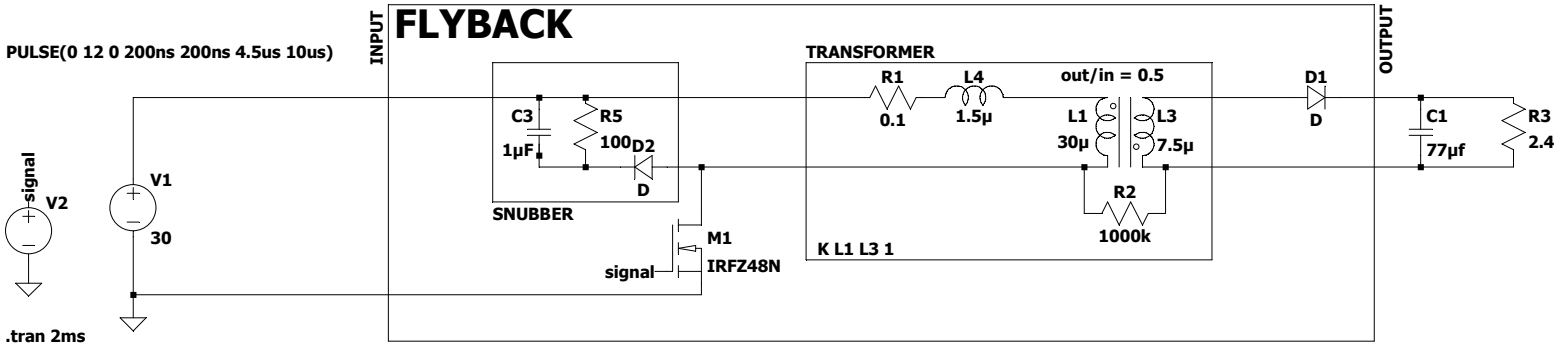 FLYBACK
INPUT
OUTPUT
PULSE(0 12 0 200ns 200ns 4.5us 10us)
TRANSFORMER
R1
0.1
L4
1.5µ
out/in = 0.5
L1
30µ
L3
7.5µ
D1
D
C3
1µF
R5
100
D2
D
C1
77µf
R3
2.4
signal
V2
V1
30
SNUBBER
R2
1000k
M1
IRFZ48N
signal
K L1 L3 1
.tran 2ms